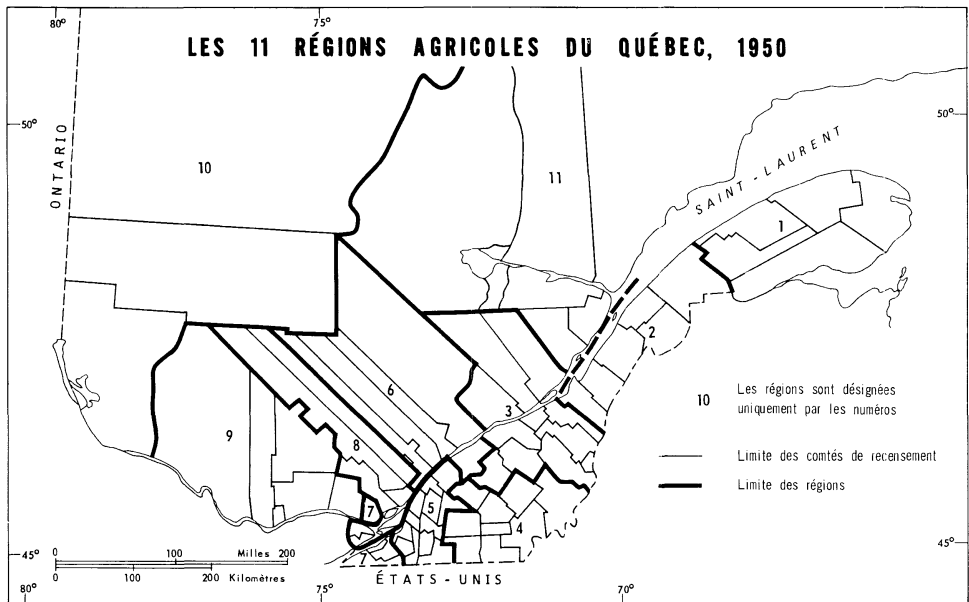 80°
75°
LES 11 RÉGIONS AGRICOLES DU QUÉBEC, 1950
50°
50°
ONTARIO
SAINT-LAURENT
10
11
1
2
10
Les régions sont désignées
uniquement par les numéros
6
3
9
8
Limite des comtés de recensement
Limite des régions
7
5
4
0 100 Milles 200
0 100 200 Kilomètres
45°
45°
ÉTATS-UNIS
80°
75°
70°